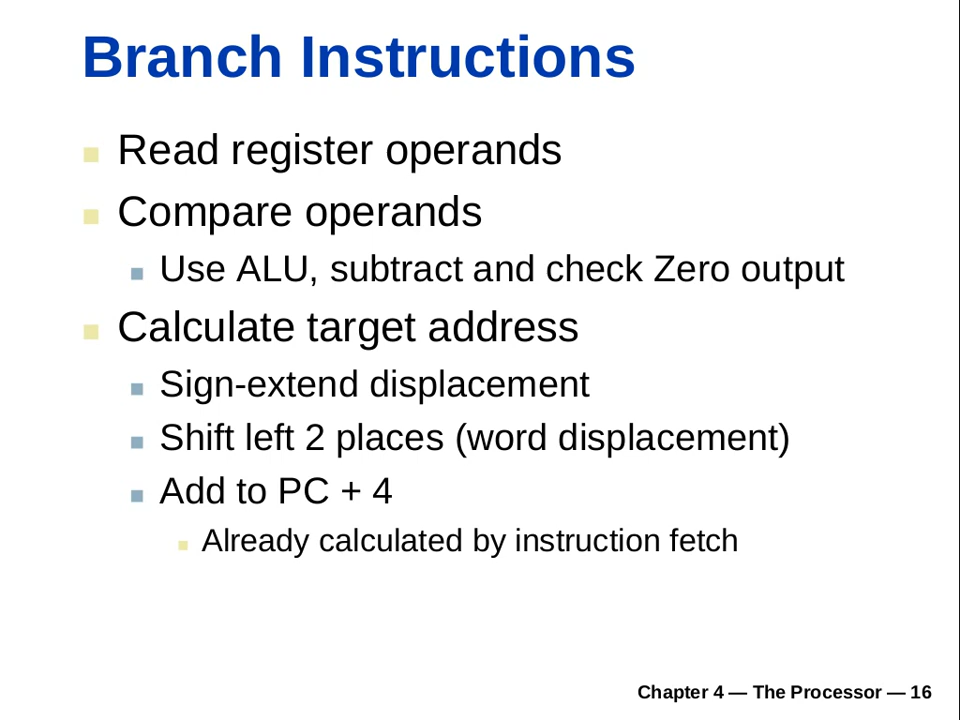 Branch Instructions
Read register operands
Compare operands
Use ALU, subtract and check Zero output
Calculate target address
Sign-extend displacement
Shift left 2 places (word displacement)
Add to PC + 4
Already calculated by instruction fetch
Chapter 4 — The Processor — 16